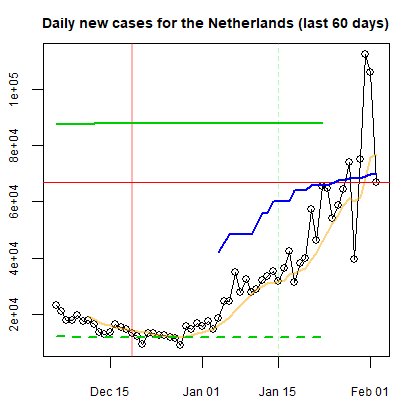 Daily new cases for the Netherlands (last 60 days)
1e+05
8e+04
6e+04
4e+04
2e+04
Dec 15 Jan 01 Jan 15 Feb 01